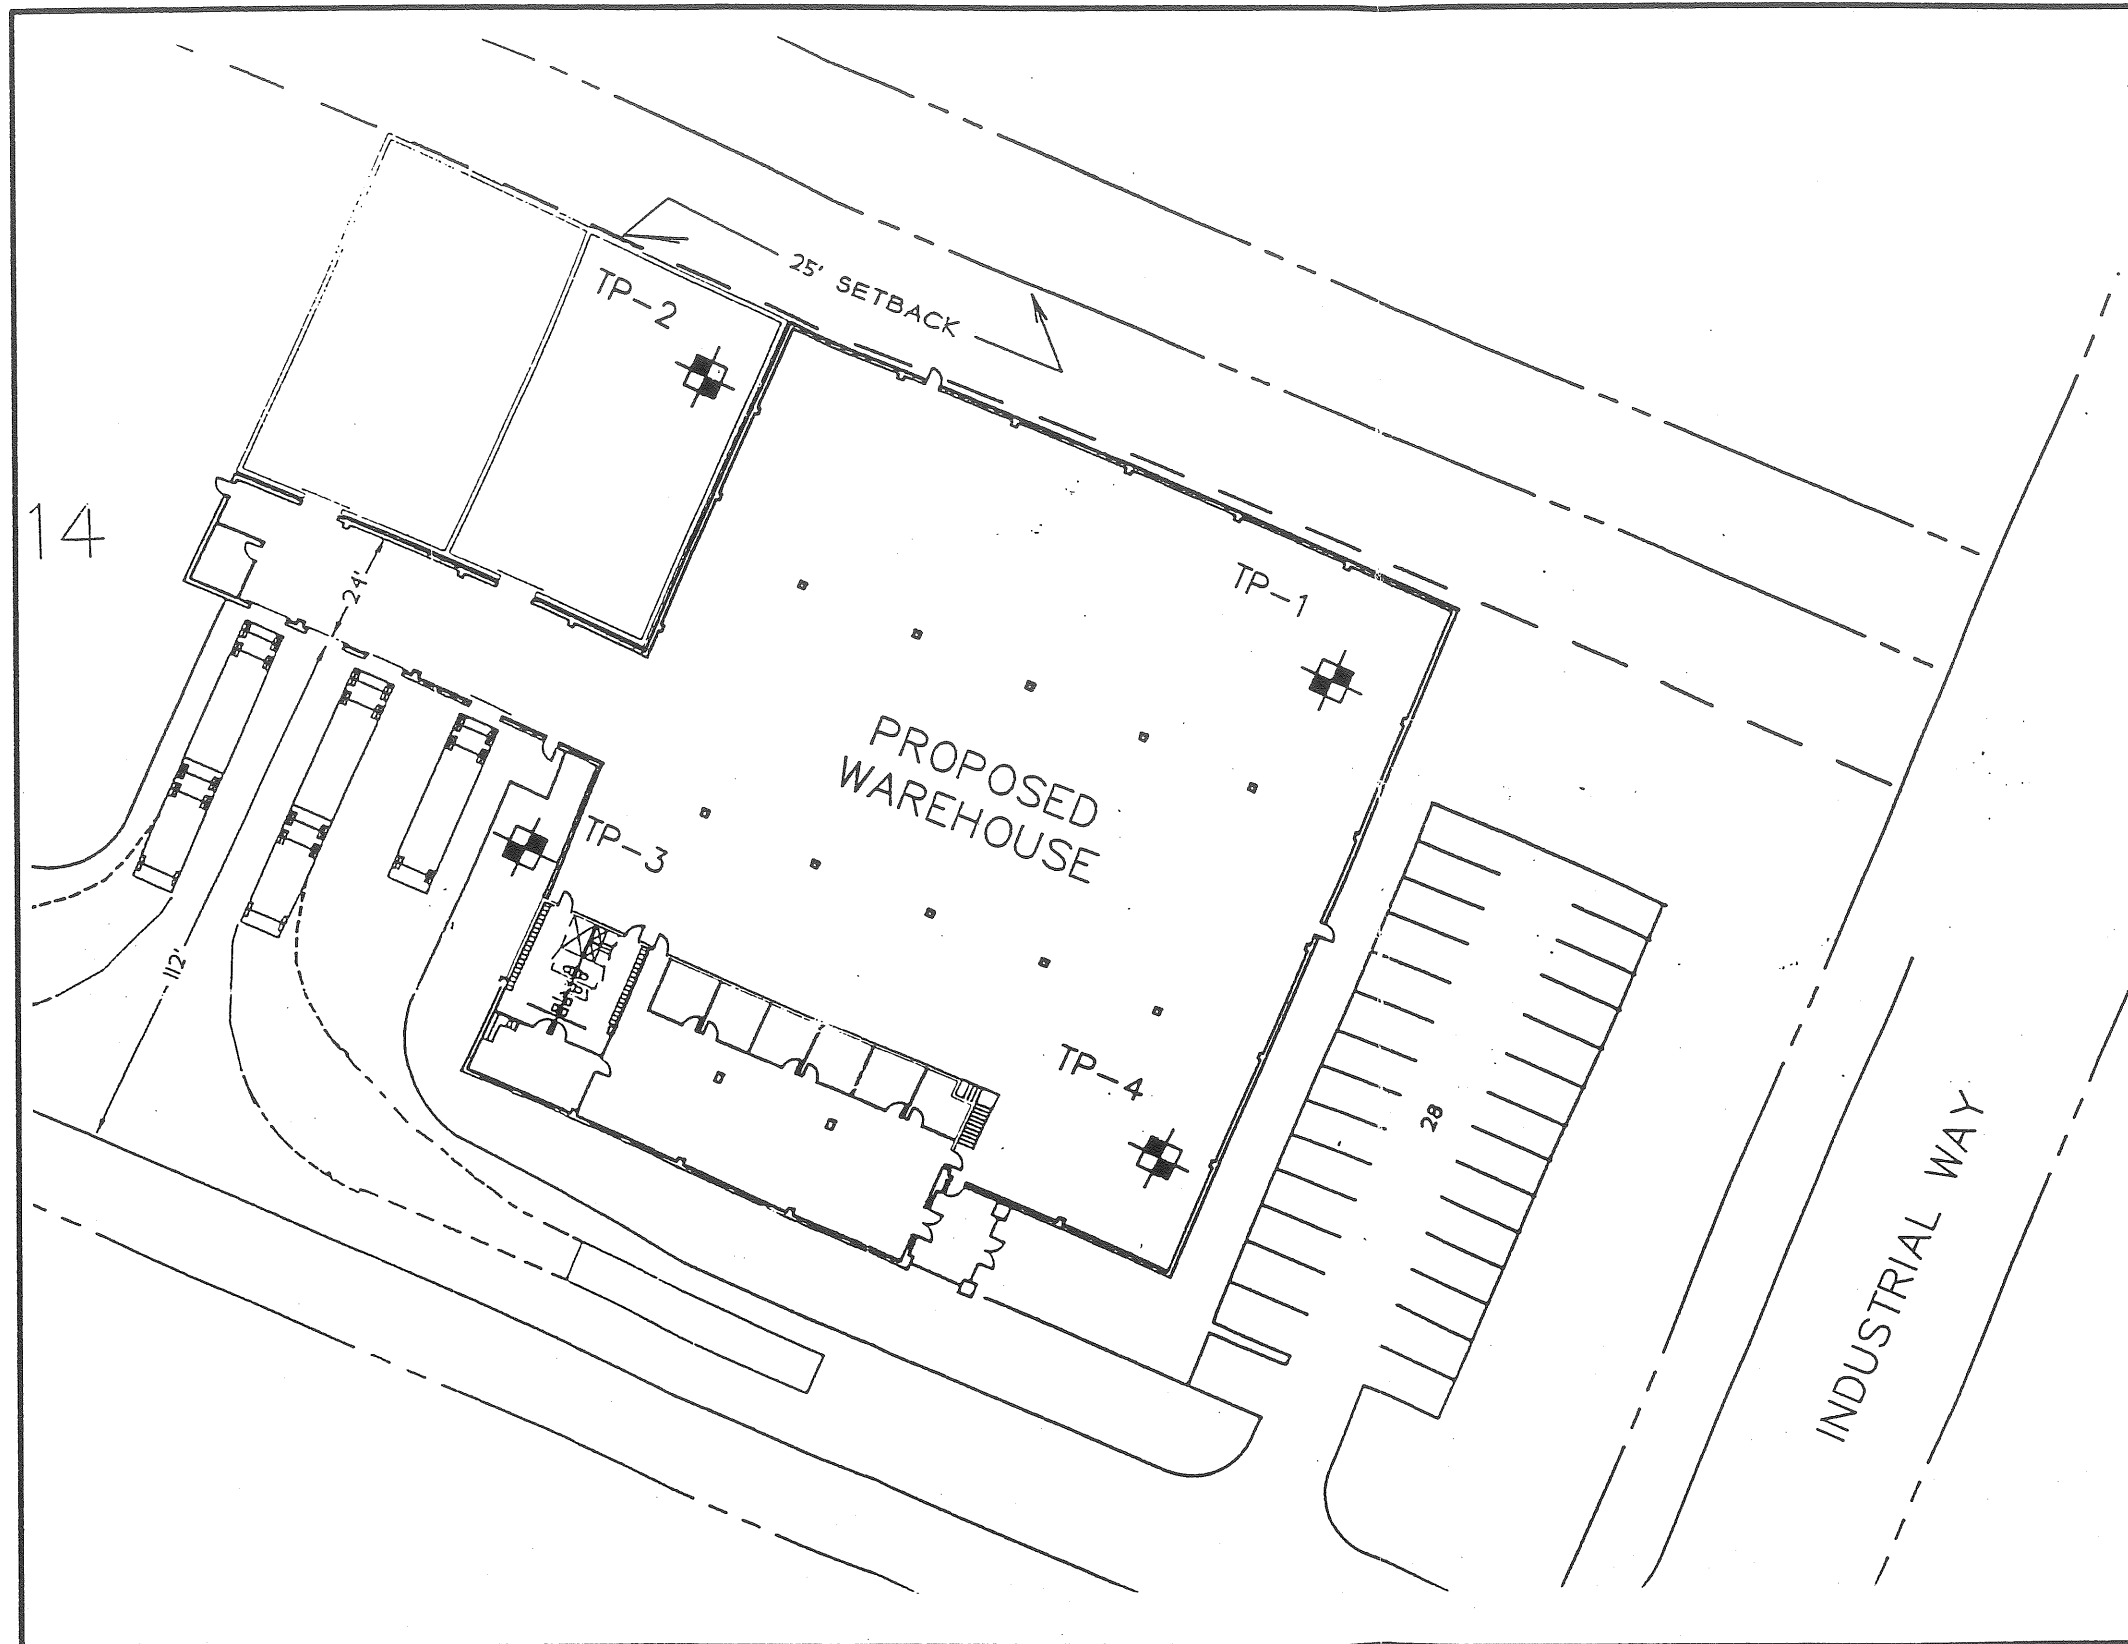 25' SETBACK
TP-2
14
24'
TP-1
PROPOSED
WAREHOUSE
TP-3
112'
TP-4
28
INDUSTRIAL WAY